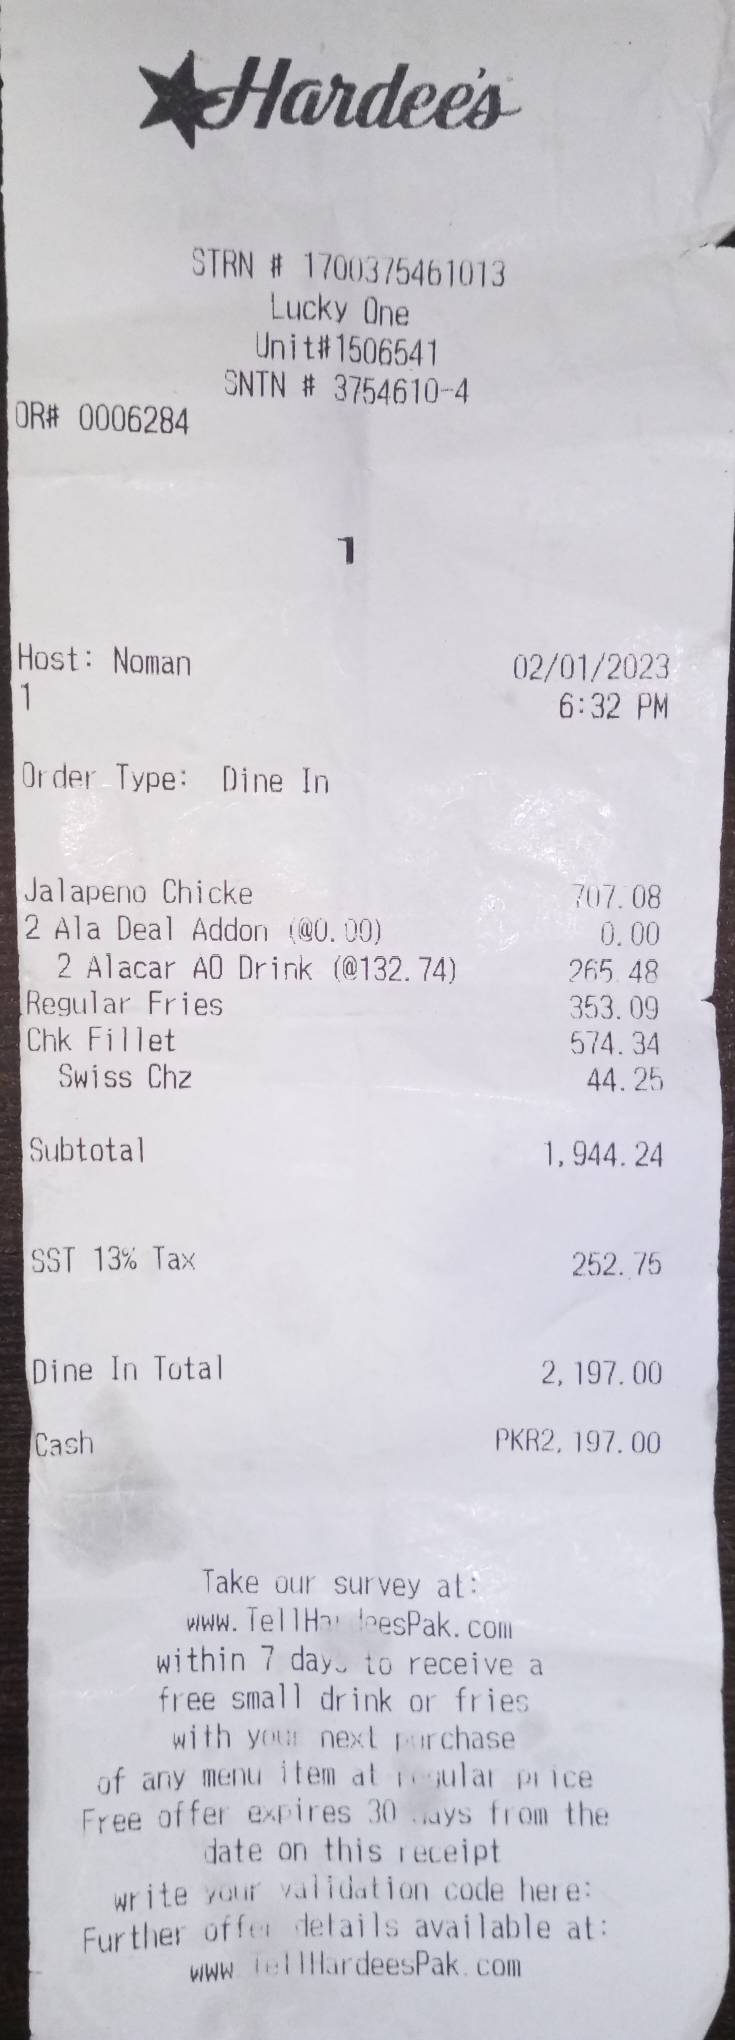 Hardee's
STRN # 1700375461013
Lucky One
Unit#1506541
SNTN # 3754610-4
OR# 0006284
1
Host: Noman 02/01/2023
1 6:32 PM
Order Type: Dine In
Jalapeno Chicke 707.08
2 Ala Deal Addon (@0.00) 0.00
2 Alacar AO Drink (@132.74) 265.48
Regular Fries 353.09
Chk Fillet 574.34
Swiss Chz 44.25
Subtotal 1,944.24
SST 13% Tax 252.75
Dine In Total 2,197.00
Cash PKR2,197.00
Take our survey at:
www.TellHardeesPak.com
within 7 days to receive a
free small drink or fries
with your next purchase
of any menu item at regular price
Free offer expires 30 days from the
date on this receipt
write your validation code here:
Further offer details available at:
www.TellHardeesPak.com